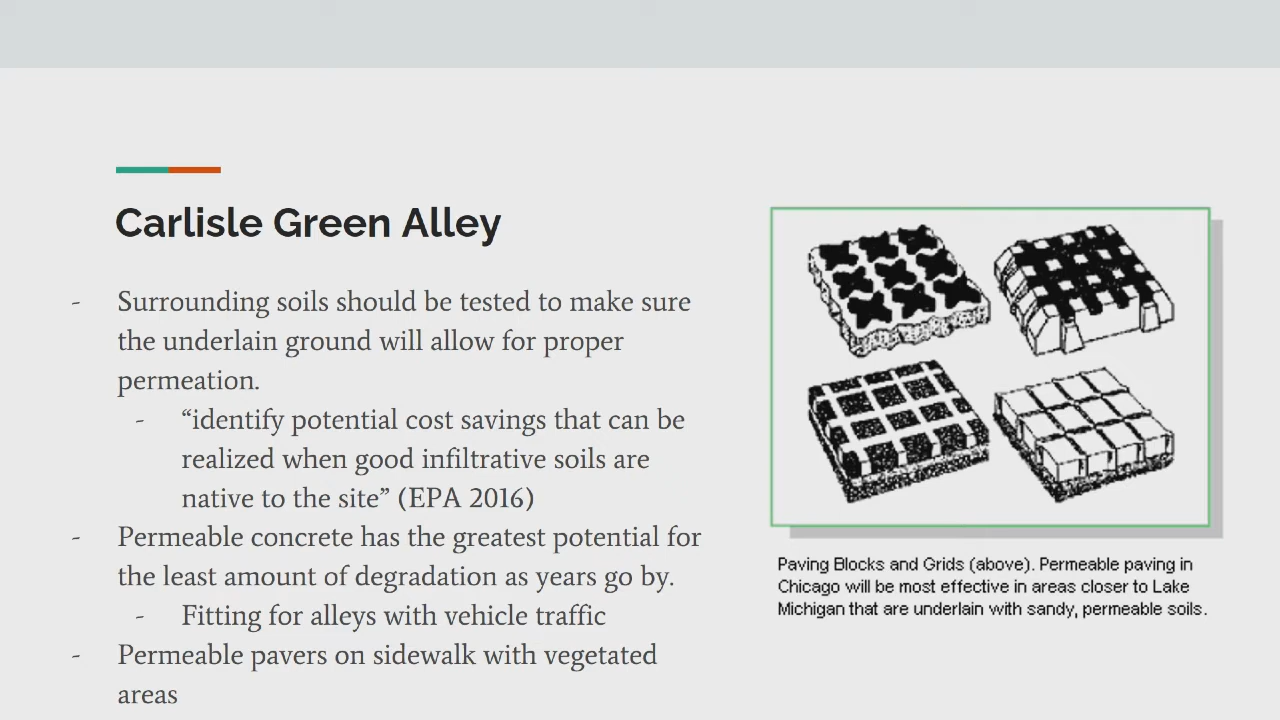 Carlisle Green Alley
- Surrounding soils should be tested to make sure
the underlain ground will allow for proper
permeation.
- “identify potential cost savings that can be
realized when good infiltrative soils are
native to the site” (EPA 2016)
- Permeable concrete has the greatest potential for
the least amount of degradation as years go by.
- Fitting for alleys with vehicle traffic
- Permeable pavers on sidewalk with vegetated
areas
Paving Blocks and Grids (above). Permeable paving in
Chicago will be most effective in areas closer to Lake
Michigan that are underlain with sandy, permeable soils.